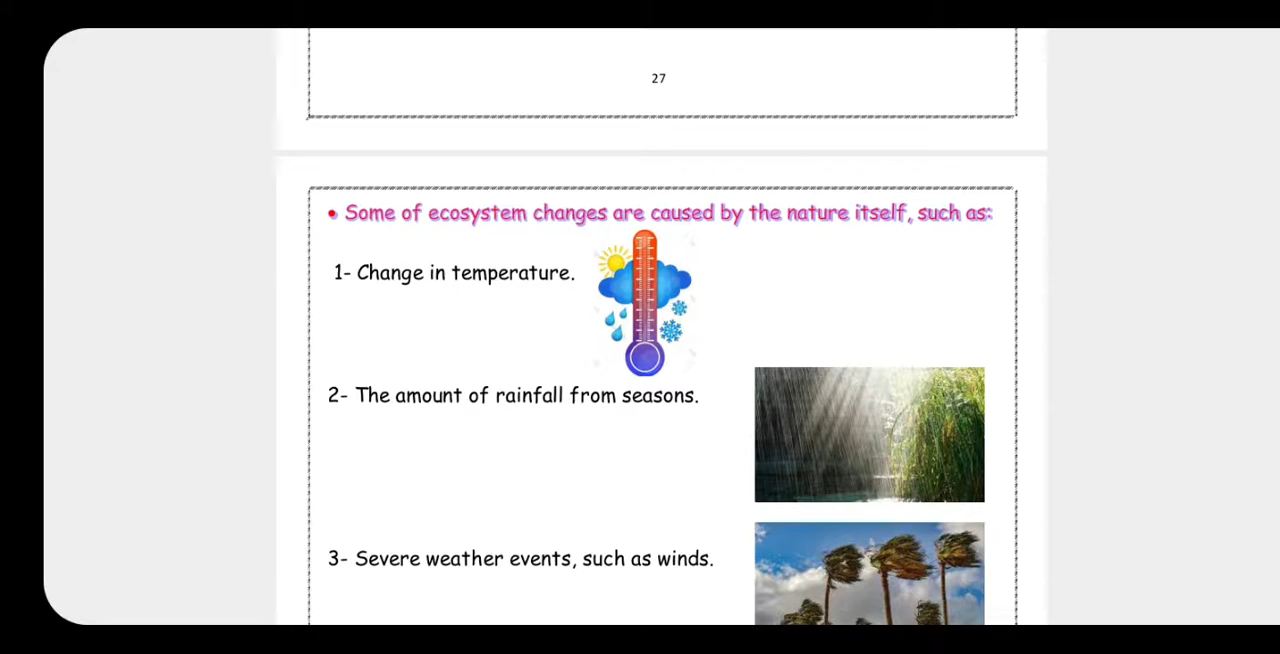 27
• Some of ecosystem changes are caused by the nature itself, such as:
1- Change in temperature.
2- The amount of rainfall from seasons.
3- Severe weather events, such as winds.